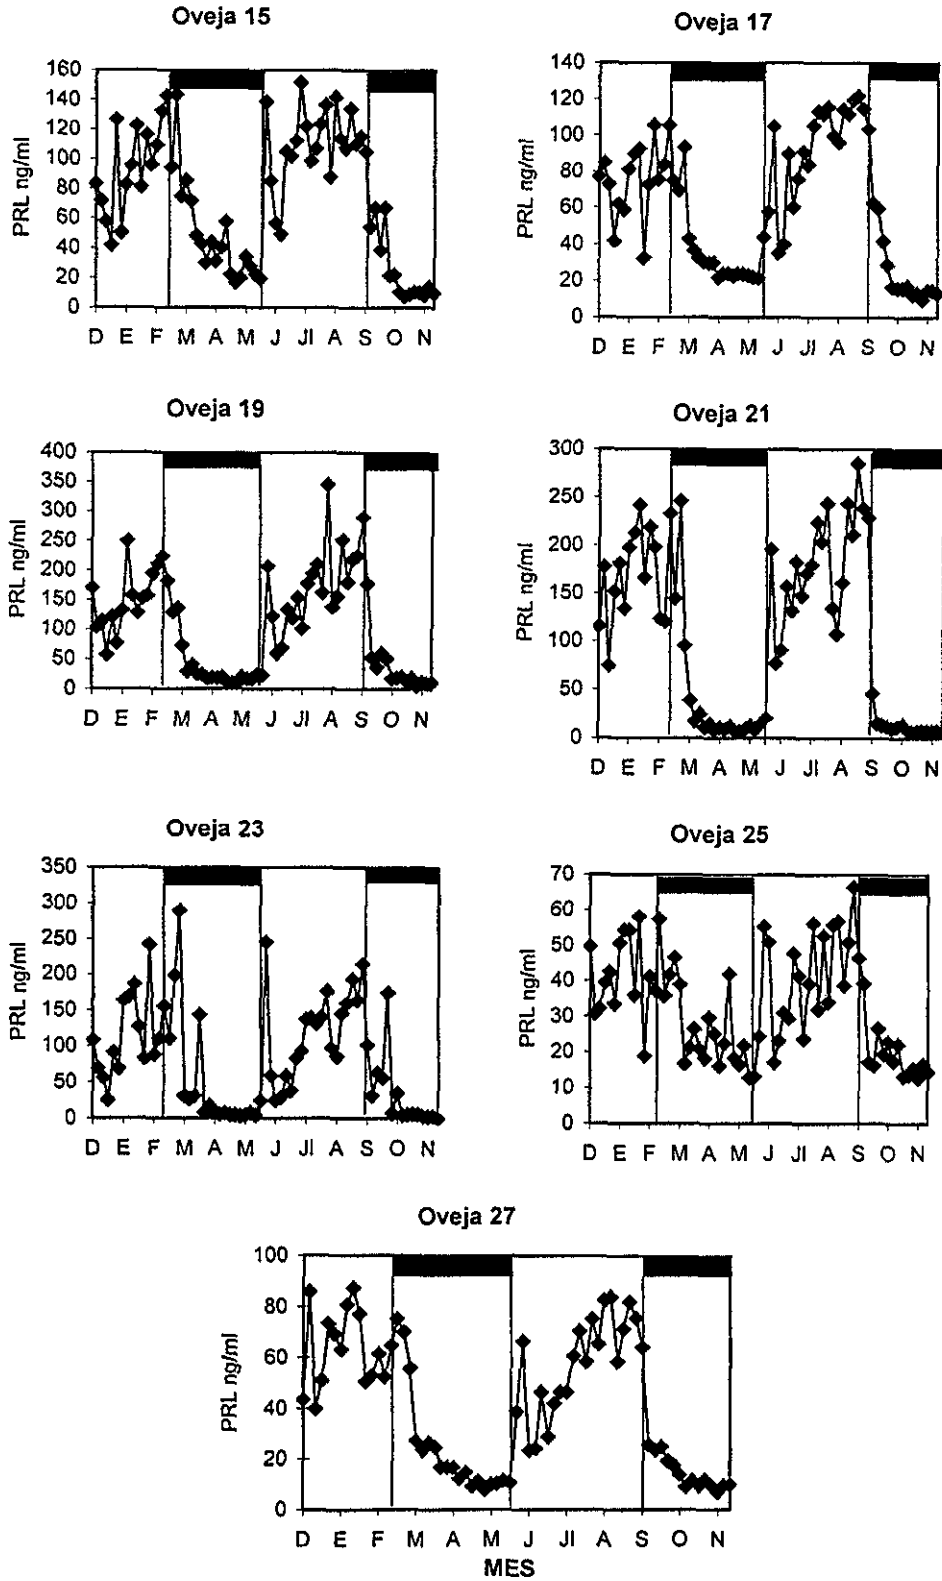 Oveja 15
PRL ng/ml
160
140
120
100
80
60
40
20
0
D E F M A M J Jl A S O N
Oveja 17
PRL ng/ml
140
120
100
80
60
40
20
0
D E F M A M J Jl A S O N
Oveja 19
PRL ng/ml
400
350
300
250
200
150
100
50
0
D E F M A M J Jl A S O N
Oveja 21
PRL ng/ml
300
250
200
150
100
50
0
D E F M A M J Jl A S O N
Oveja 23
PRL ng/ml
350
300
250
200
150
100
50
0
D E F M A M J Jl A S O N
Oveja 25
PRL ng/ml
70
60
50
40
30
20
10
0
D E F M A M J Jl A S O N
Oveja 27
PRL ng/ml
100
80
60
40
20
0
D E F M A M J Jl A S O N
MES